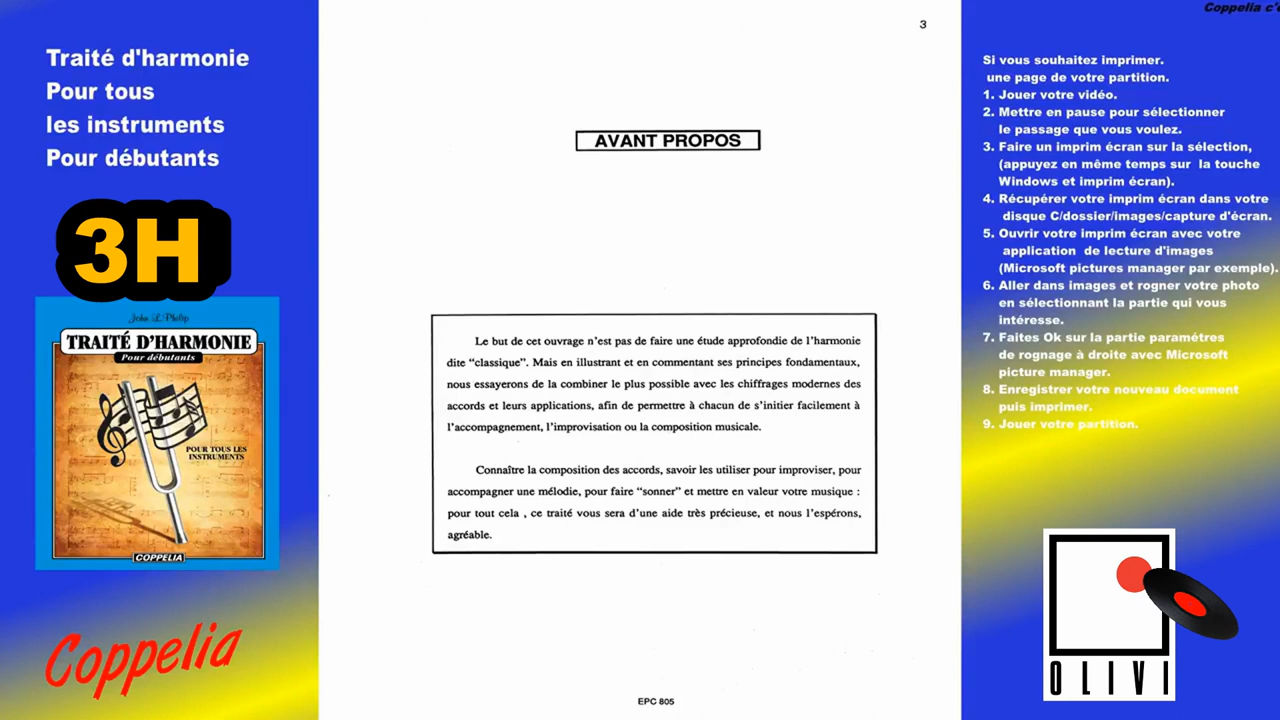 Traité d'harmonie
Pour tous
les instruments
Pour débutants
3H
John L. Philip
TRAITÉ D'HARMONIE
Pour débutants
POUR TOUS LES
INSTRUMENTS
COPPELIA
Coppelia
3
AVANT PROPOS
Le but de cet ouvrage n'est pas de faire une étude approfondie de l'harmonie
dite "classique". Mais en illustrant et en commentant ses principes fondamentaux,
nous essayerons de la combiner le plus possible avec les chiffrages modernes des
accords et leurs applications, afin de permettre à chacun de s'initier facilement à
l'accompagnement, l'improvisation ou la composition musicale.
Connaître la composition des accords, savoir les utiliser pour improviser, pour
accompagner une mélodie, pour faire "sonner" et mettre en valeur votre musique :
pour tout cela , ce traité vous sera d'une aide très précieuse, et nous l'espérons,
agréable.
EPC 805
Coppelia c'e
Si vous souhaitez imprimer.
une page de votre partition.
1. Jouer votre vidéo.
2. Mettre en pause pour sélectionner
le passage que vous voulez.
3. Faire un imprim écran sur la sélection,
(appuyez en même temps sur la touche
Windows et imprim écran).
4. Récupérer votre imprim écran dans votre
disque C/dossier/images/capture d'écran.
5. Ouvrir votre imprim écran avec votre
application de lecture d'images
(Microsoft pictures manager par exemple).
6. Aller dans images et rogner votre photo
en sélectionnant la partie qui vous
intéresse.
7. Faites Ok sur la partie paramétres
de rognage à droite avec Microsoft
picture manager.
8. Enregistrer votre nouveau document
puis imprimer.
9. Jouer votre partition.
OLIVI